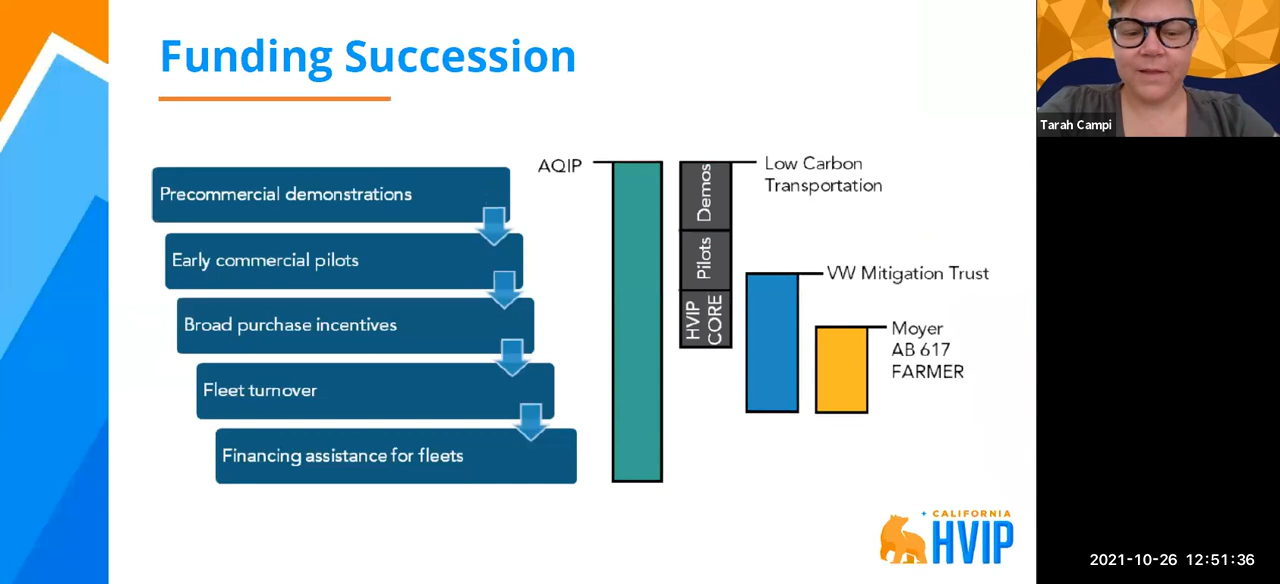 Funding Succession
Precommercial demonstrations
Early commercial pilots
Broad purchase incentives
Fleet turnover
Financing assistance for fleets
AQIP
Demos
Pilots
HVIP
CORE
Low Carbon
Transportation
VW Mitigation Trust
Moyer
AB 617
FARMER
CALIFORNIA
HVIP
Tarah Campi
2021-10-26 12:51:36